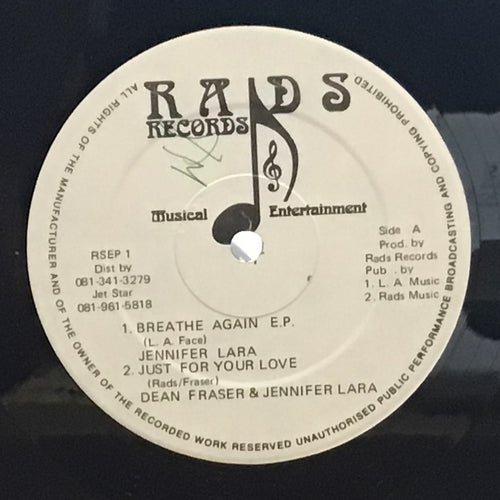 RADS
RECORDS
Musical Entertainment
RSEP 1
Dist by
081-341-3279
Jet Star
081-961-5818
Side A
Prod. by
Rads Records
Pub . by
1. L. A Music
2. Rads Music
1. BREATHE AGAIN E.P.
(L. A. Face)
JENNIFER LARA
2. JUST FOR YOUR LOVE
(Rads/Fraser)
DEAN FRASER & JENNIFER LARA
ALL RIGHTS OF THE MANUFACTURER AND OF THE OWNER OF THE RECORDED WORK RESERVED UNAUTHORISED PUBLIC PERFORMANCE BROADCASTING AND COPYING PROHIBITED